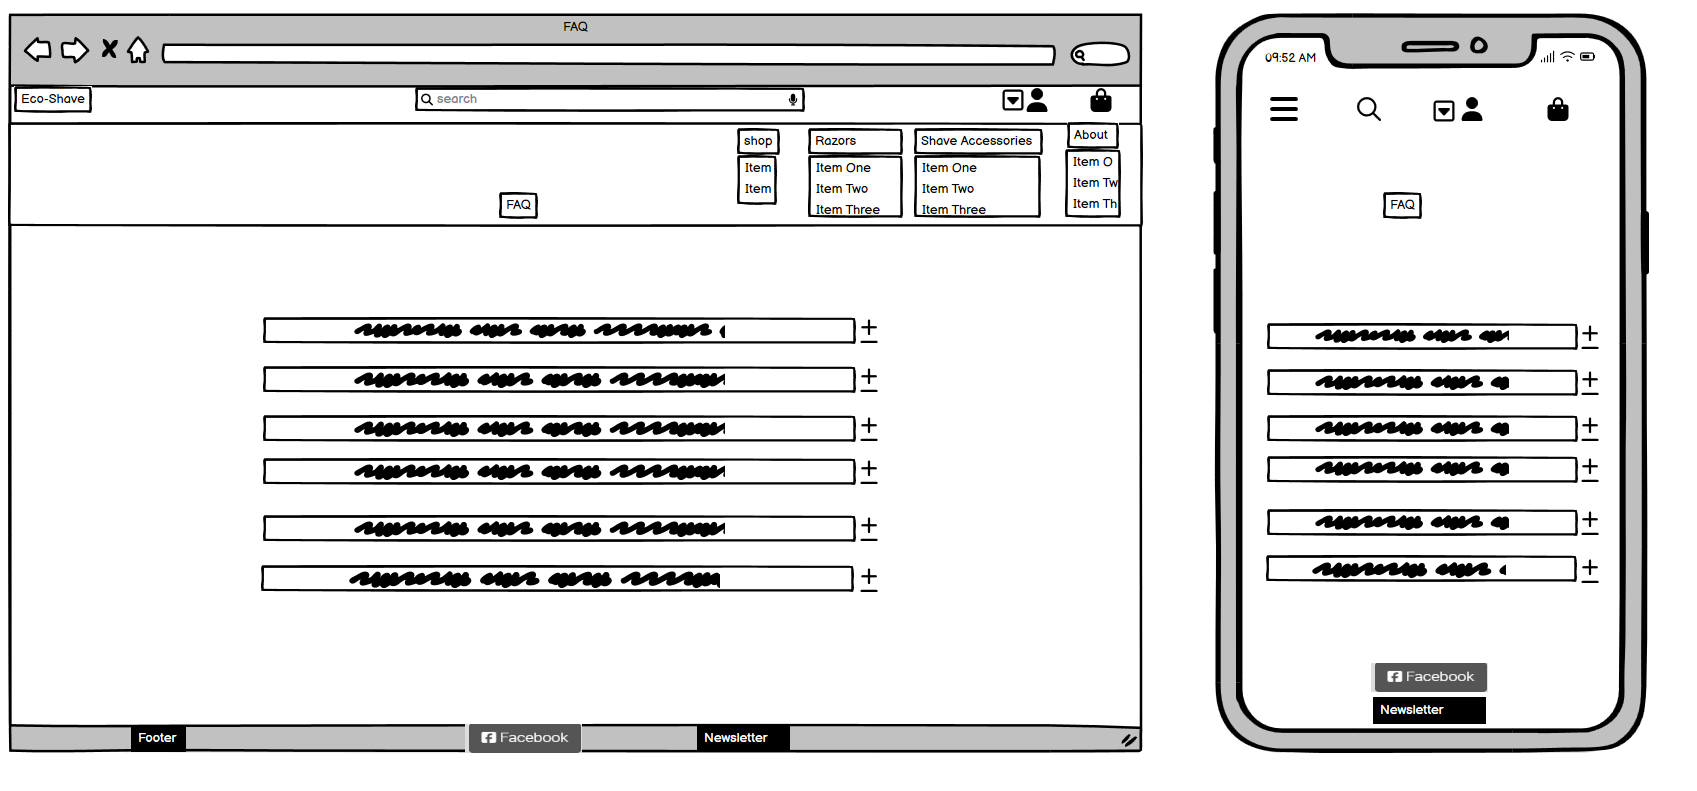 FAQ
Eco-Shave
search
shop
Razors
Shave Accessories
About
Item
Item
Item One
Item Two
Item Three
Item One
Item Two
Item Three
Item O
Item Tw
Item Th
FAQ
Footer
Facebook
Newsletter
09:52 AM
FAQ
Facebook
Newsletter